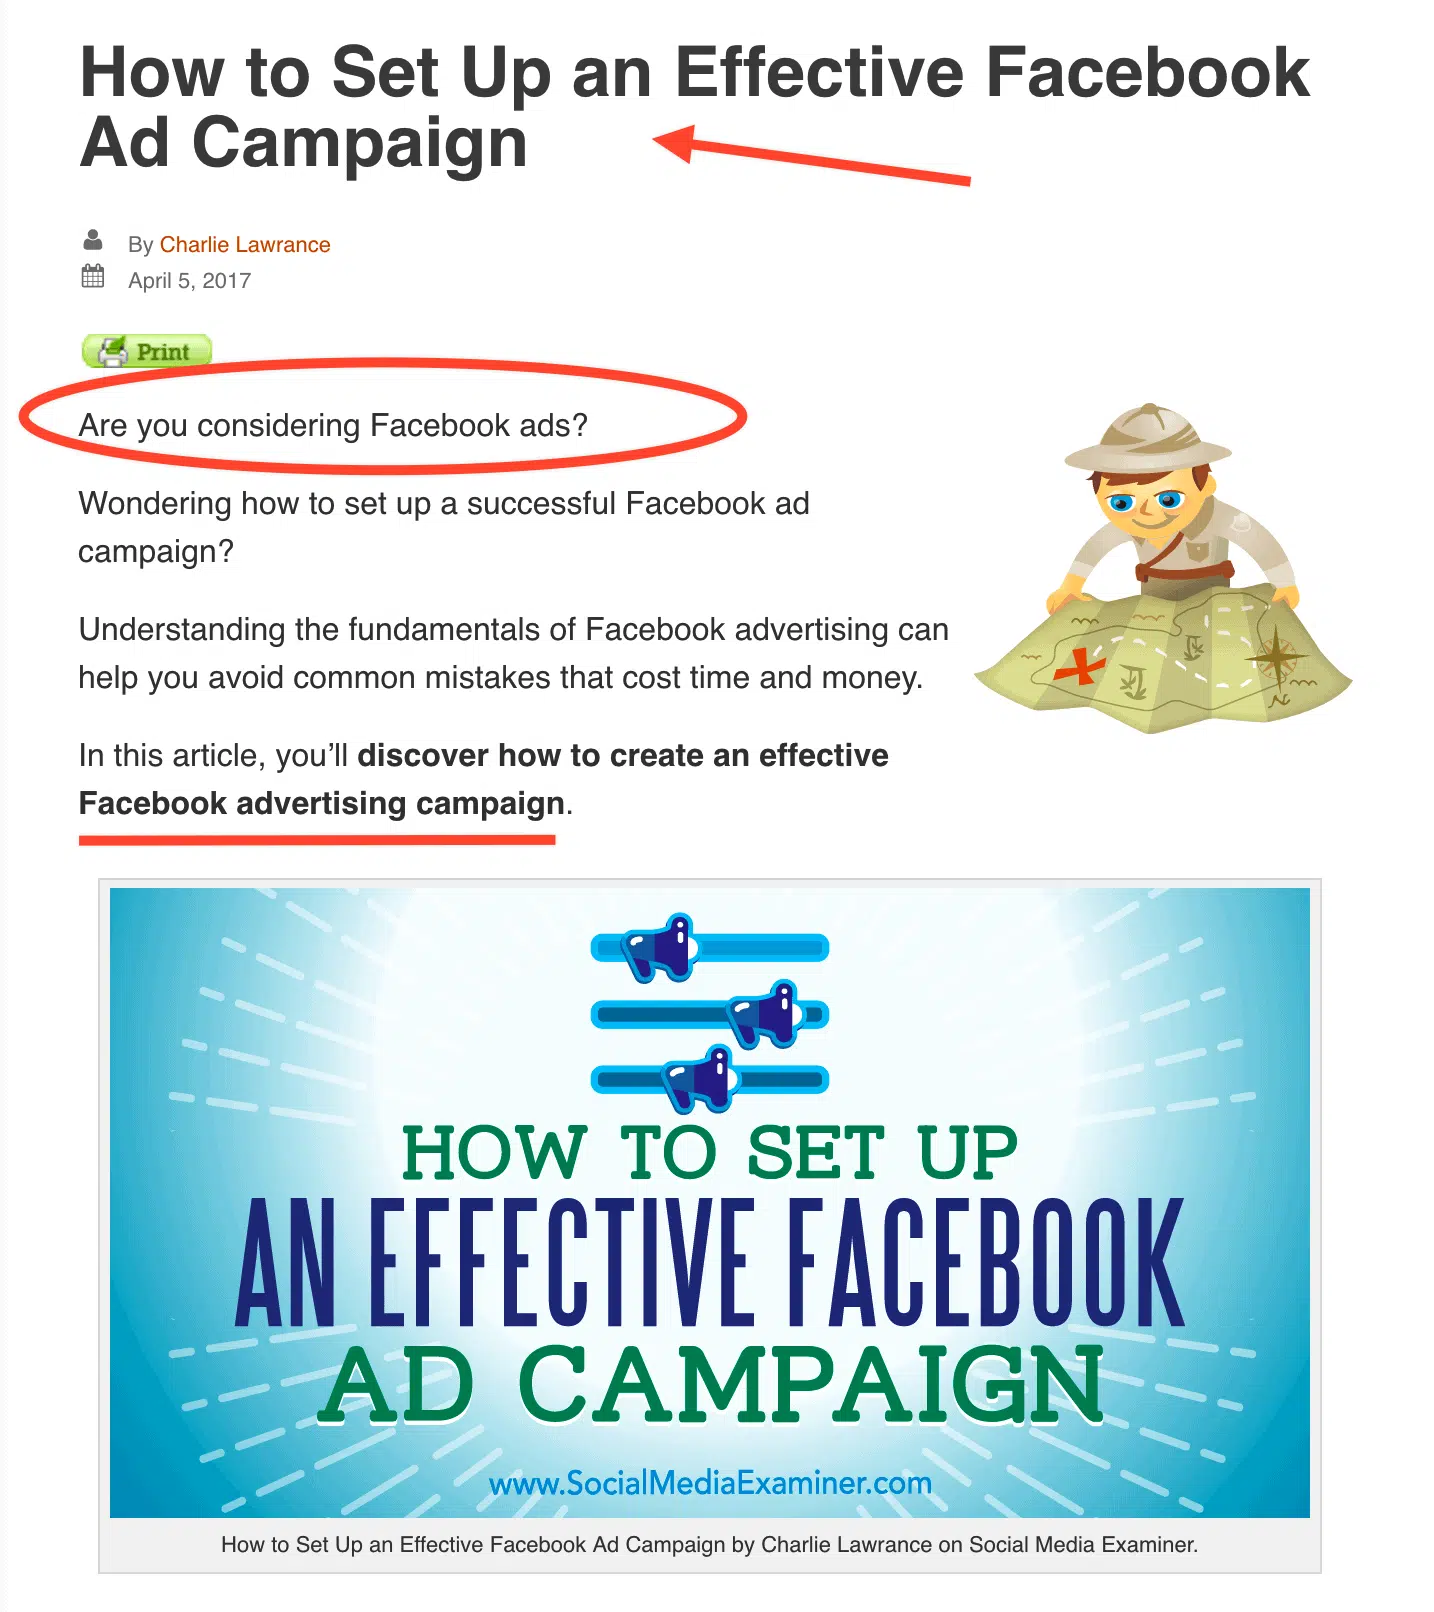 How to Set Up an Effective Facebook
Ad Campaign
By Charlie Lawrance
April 5, 2017
Print
Are you considering Facebook ads?
Wondering how to set up a successful Facebook ad
campaign?
Understanding the fundamentals of Facebook advertising can
help you avoid common mistakes that cost time and money.
In this article, you’ll discover how to create an effective
Facebook advertising campaign.
N
HOW TO SET UP
AN EFFECTIVE FACEBOOK
AD CAMPAIGN
www.SocialMediaExaminer.com
How to Set Up an Effective Facebook Ad Campaign by Charlie Lawrance on Social Media Examiner.